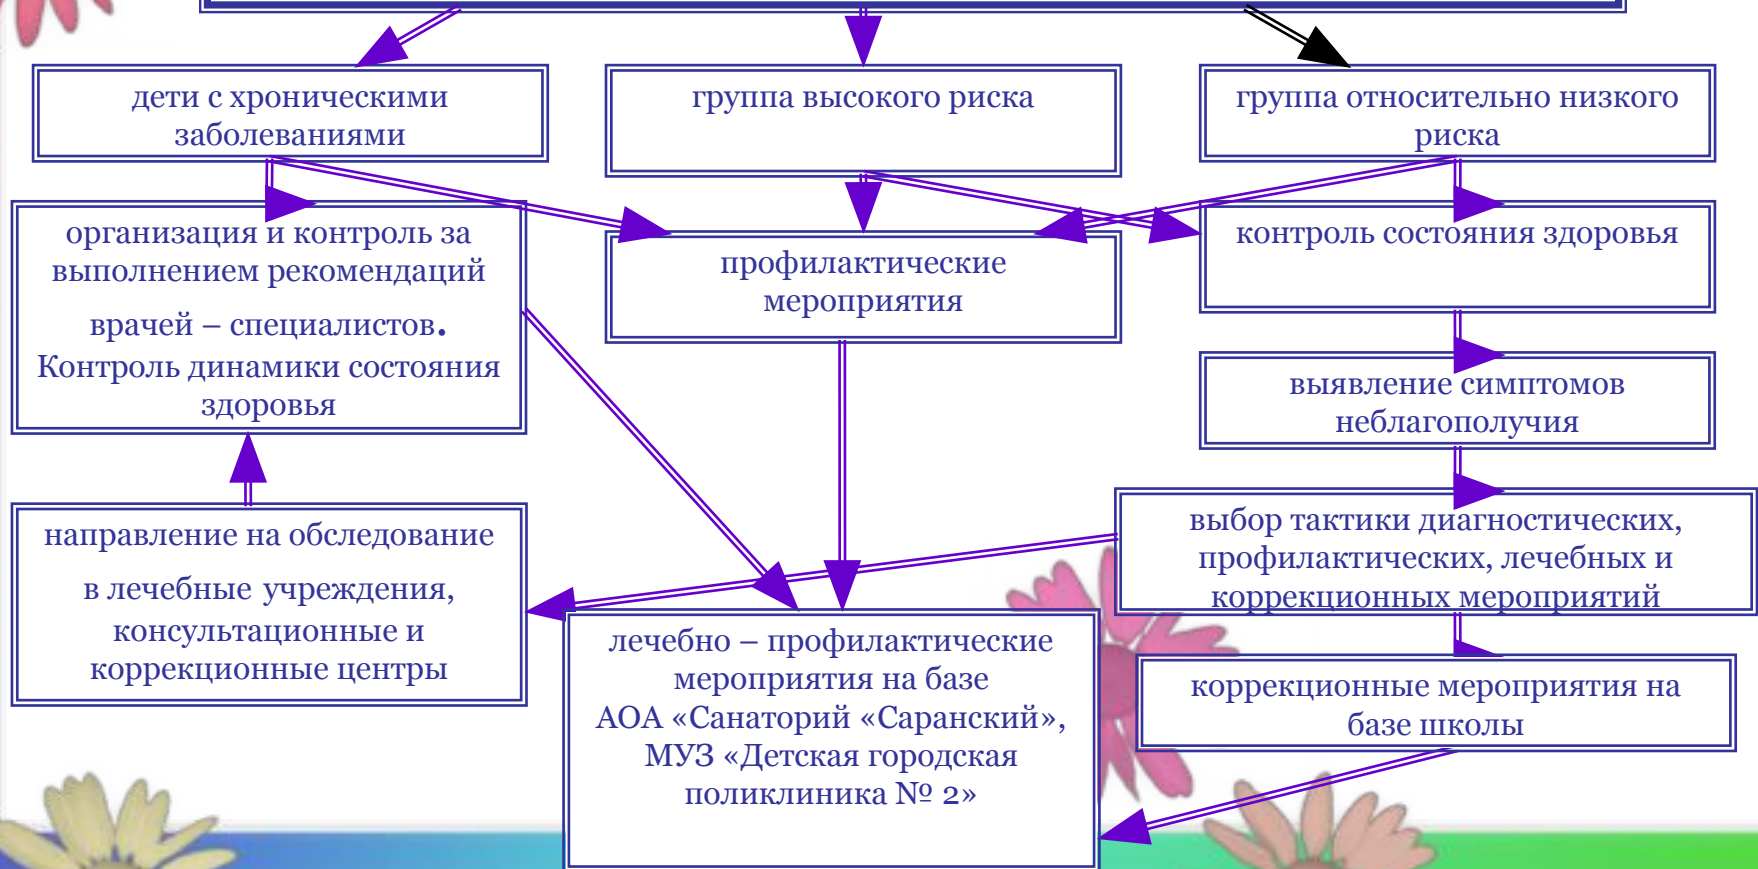 дети с хроническими
заболеваниями
группа высокого риска
группа относительно низкого
риска
организация и контроль за
выполнением рекомендаций
врачей – специалистов.
Контроль динамики состояния
здоровья
профилактические
мероприятия
контроль состояния здоровья
выявление симптомов
неблагополучия
направление на обследование
в лечебные учреждения,
консультационные и
коррекционные центры
выбор тактики диагностических,
профилактических, лечебных и
коррекционных мероприятий
лечебно – профилактические
мероприятия на базе
АОА «Санаторий «Саранский»,
МУЗ «Детская городская
поликлиника № 2»
коррекционные мероприятия на
базе школы